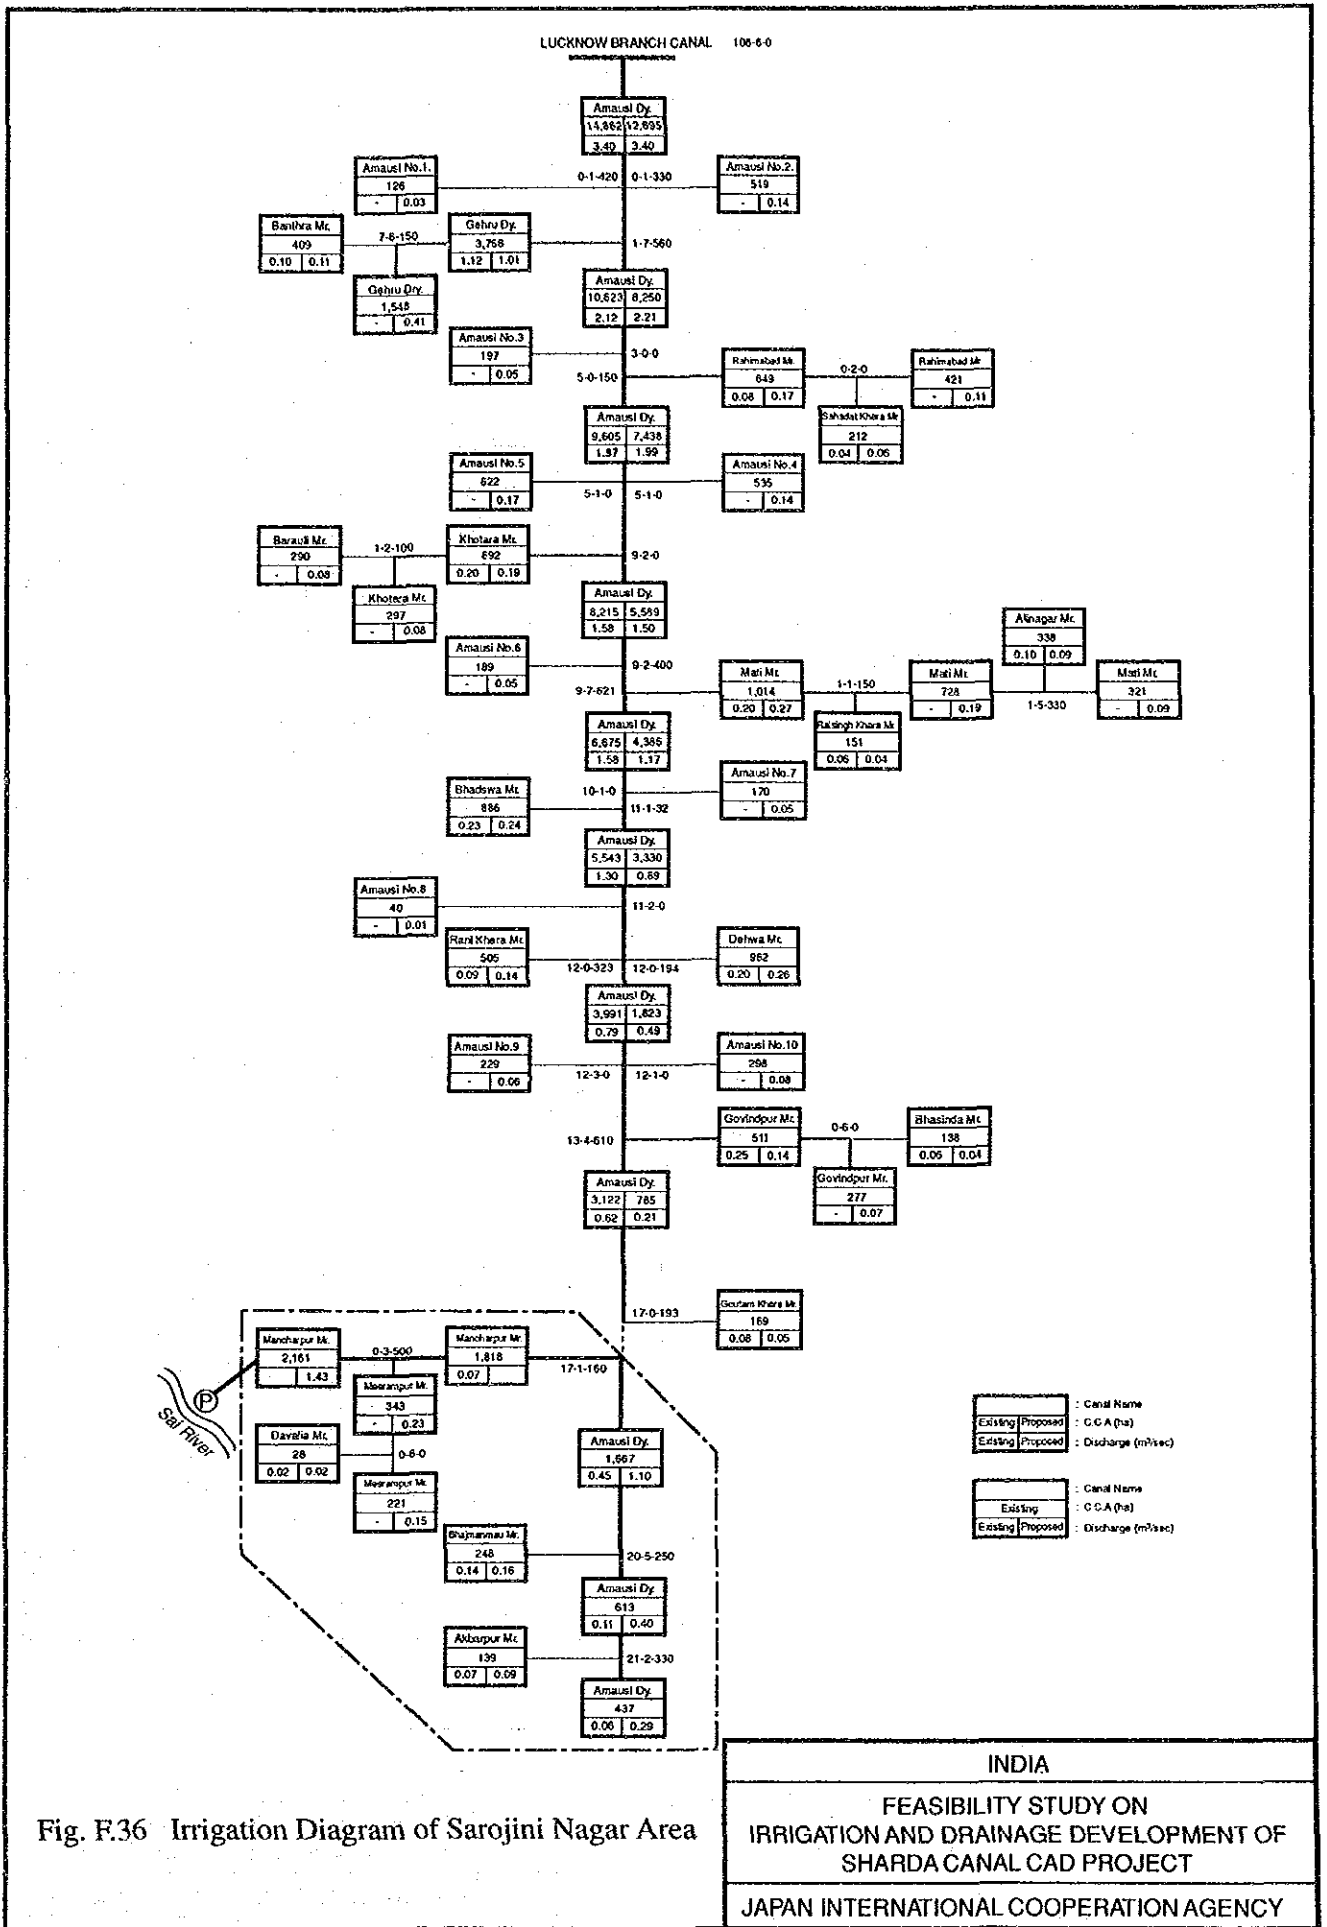 LUCKNOW BRANCH CANAL 106-6-0
Amausi Dy.
14,862 12,695
3.40 3.40
Amausi No.1.
126
- 0.03
0-1-420 0-1-330
Amausi No.2.
519
- 0.14
Banthra Mr.
409
0.10 0.11
7-6-150
Gehru Dy.
3,768
1.12 1.01
1-7-560
Gehru Dry.
1,548
- 0.41
Amausi Dy.
10,623 8,250
2.12 2.21
Amausi No.3
197
- 0.05
3-0-0
5-0-150
Rahimabad Mr.
649
0.08 0.17
0-2-0
Rahimabad Mr
421
- 0.11
Sahadat Khera Mr
212
0.04 0.06
Amausi Dy.
9,605 7,438
1.97 1.99
Amausi No.5
622
- 0.17
5-1-0 5-1-0
Amausi No.4
535
- 0.14
Barauli Mr.
290
- 0.08
1-2-100
Khotara Mr.
692
0.20 0.19
9-2-0
Khotera Mr.
297
- 0.08
Amausi Dy.
8,215 5,589
1.58 1.50
Amausi No.6
189
- 0.05
9-2-400
9-7-621
Mati Mr.
1,014
0.20 0.27
1-1-150
Mati Mr.
728
- 0.19
Alinagar Mr.
338
0.10 0.09
1-5-330
Mati Mr.
321
- 0.09
Raisingh Khera Mr
151
0.06 0.04
Amausi Dy.
6,675 4,386
1.58 1.17
10-1-0
Amausi No.7
170
- 0.05
Bhadswa Mr.
886
0.23 0.24
11-1-32
Amausi Dy.
5,543 3,330
1.30 0.89
Amausi No.8
40
- 0.01
11-2-0
Rani Khera Mr.
505
0.09 0.14
12-0-323 12-0-194
Dehwa Mr.
962
0.20 0.26
Amausi Dy.
3,991 1,823
0.79 0.49
Amausi No.9
229
- 0.06
12-3-0 12-1-0
Amausi No.10
298
- 0.08
13-4-610
Govindpur Mr.
511
0.25 0.14
0-6-0
Bhasinda Mr.
138
0.06 0.04
Govindpur Mr.
277
- 0.07
Amausi Dy.
3,122 785
0.62 0.21
17-0-193
Goutam Khera Mr.
169
0.08 0.05
Mancharpur Mr.
2,161
1.43
0-3-500
Mancharpur Mr.
1,818
0.07
17-1-160
P
Sai River
Meerampur Mr.
343
- 0.23
Davalia Mr.
28
0.02 0.02
0-6-0
Meerampur Mr.
221
- 0.15
Amausi Dy.
1,667
0.45 1.10
Bhajmanmau Mr.
248
0.14 0.16
20-5-250
Amausi Dy.
613
0.11 0.40
Akbarpur Mr.
139
0.07 0.09
21-2-330
Amausi Dy.
437
0.06 0.29
: Canal Name
Existing Proposed : C.C.A (ha)
Existing Proposed : Discharge (m³/sec)
: Canal Name
Existing : C.C.A (ha)
Existing Proposed : Discharge (m³/sec)
Fig. F.36 Irrigation Diagram of Sarojini Nagar Area
INDIA
FEASIBILITY STUDY ON
IRRIGATION AND DRAINAGE DEVELOPMENT OF
SHARDA CANAL CAD PROJECT
JAPAN INTERNATIONAL COOPERATION AGENCY